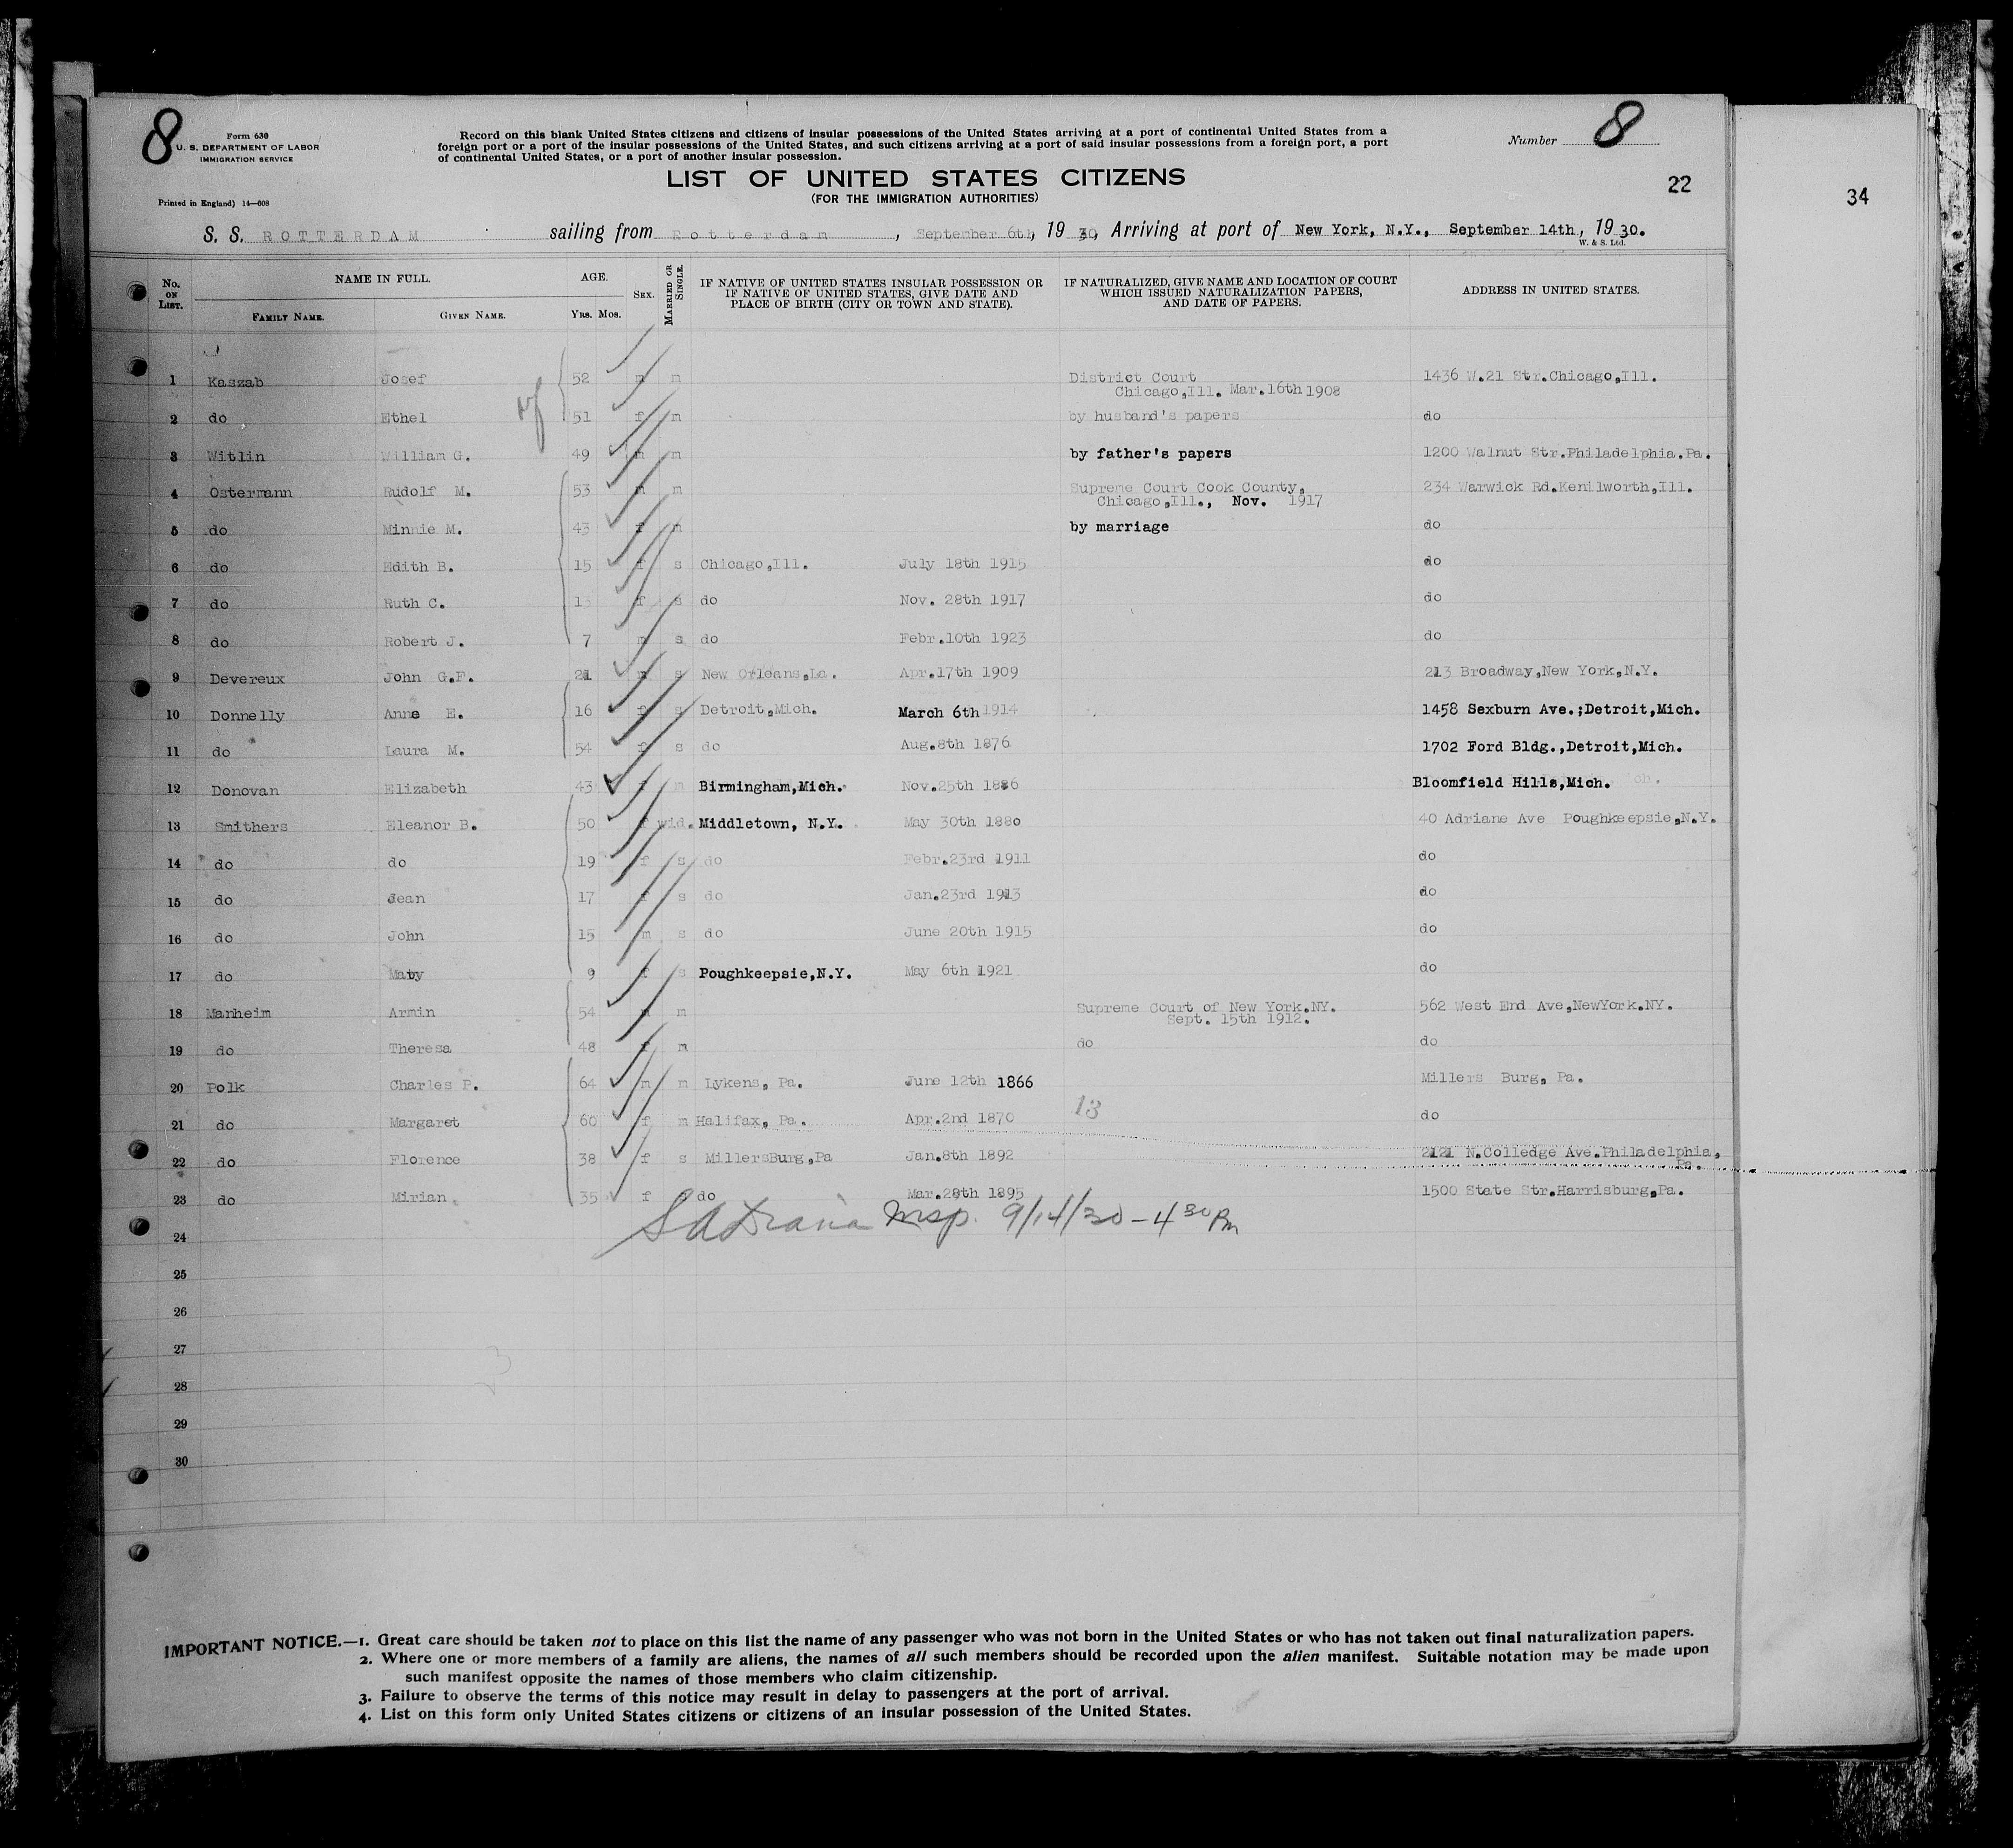 8
Form 630
U. S. DEPARTMENT OF LABOR
IMMIGRATION SERVICE
Printed in England) 14—608
Record on this blank United States citizens and citizens of insular possessions of the United States arriving at a port of continental United States from a
foreign port or a port of the insular possessions of the United States, and such citizens arriving at a port of said insular possessions from a foreign port, a port
of continental United States, or a port of another insular possession.
Number 8
LIST OF UNITED STATES CITIZENS
(FOR THE IMMIGRATION AUTHORITIES)
22
34
S. S. ROTTERDAM sailing from Rotterdam, September 6th, 19 30, Arriving at port of New York, N.Y., September 14th, 19 30.
W. & S. Ltd.
No. ON LIST. NAME IN FULL. AGE. SEX. MARRIED OR SINGLE. IF NATIVE OF UNITED STATES INSULAR POSSESSION OR IF NATIVE OF UNITED STATES, GIVE DATE AND PLACE OF BIRTH (CITY OR TOWN AND STATE). IF NATURALIZED, GIVE NAME AND LOCATION OF COURT WHICH ISSUED NATURALIZATION PAPERS, AND DATE OF PAPERS. ADDRESS IN UNITED STATES.
FAMILY NAME. GIVEN NAME. YRS. MOS.
1 Kaszab Josef 52 m m District Court 1436 W.21 Str.Chicago,Ill.
Chicago,Ill. Mar.16th 1908
2 do Ethel 51 f m by husband's papers do
3 Witlin William G. 49 m m by father's papers 1200 Walnut Str.Philadelphia.Pa.
4 Ostermann Rudolf M. 53 m m Supreme Court Cook County, 234 Warwick Rd.Kenilworth,Ill.
Chicago,Ill., Nov. 1917
5 do Minnie M. 43 f m by marriage do
6 do Edith B. 15 f s Chicago,Ill. July 18th 1915 do
7 do Ruth C. 13 f s do Nov. 28th 1917 do
8 do Robert J. 7 m s do Febr.10th 1923 do
9 Devereux John G.P. 21 m s New Orleans,La. Apr.17th 1909 213 Broadway,New York,N.Y.
10 Donnelly Anne E. 16 f s Detroit,Mich. March 6th 1914 1458 Sexburn Ave.;Detroit,Mich.
11 do Laura M. 54 f s do Aug.8th 1876 1702 Ford Bldg.,Detroit,Mich.
12 Donovan Elizabeth 43 f m Birmingham,Mich. Nov.25th 1886 Bloomfield Hills,Mich.
13 Smithers Eleanor B. 50 f wid. Middletown, N.Y. May 30th 1880 40 Adriane Ave Poughkeepsie,N.Y.
14 do do 19 f s do Febr.23rd 1911 do
15 do Jean 17 f s do Jan.23rd 1913 do
16 do John 15 m s do June 20th 1915 do
17 do Maby 9 f s Poughkeepsie,N.Y. May 6th 1921 do
18 Manheim Armin 54 m m Supreme Court of New York.NY. 562 West End Ave,NewYork.NY.
Sept. 15th 1912.
19 do Theresa 48 f m do do
20 Polk Charles P. 64 m m Lykens, Pa. June 12th 1866 Millers Burg, Pa.
21 do Margaret 60 f m Halifax, Pa. Apr.2nd 1870 13 do
22 do Florence 38 f s MillersBurg,Pa Jan.8th 1892 2121 N.Colledge Ave.Philadelphia,
Pa.
23 do Mirian 35 f do Mar.28th 1895 1500 State Str.Harrisburg,Pa.
Insp. 9/14/30 – 4 30 Pm
24
25
26
27
28
29
30
IMPORTANT NOTICE.—1. Great care should be taken not to place on this list the name of any passenger who was not born in the United States or who has not taken out final naturalization papers.
2. Where one or more members of a family are aliens, the names of all such members should be recorded upon the alien manifest. Suitable notation may be made upon
such manifest opposite the names of those members who claim citizenship.
3. Failure to observe the terms of this notice may result in delay to passengers at the port of arrival.
4. List on this form only United States citizens or citizens of an insular possession of the United States.